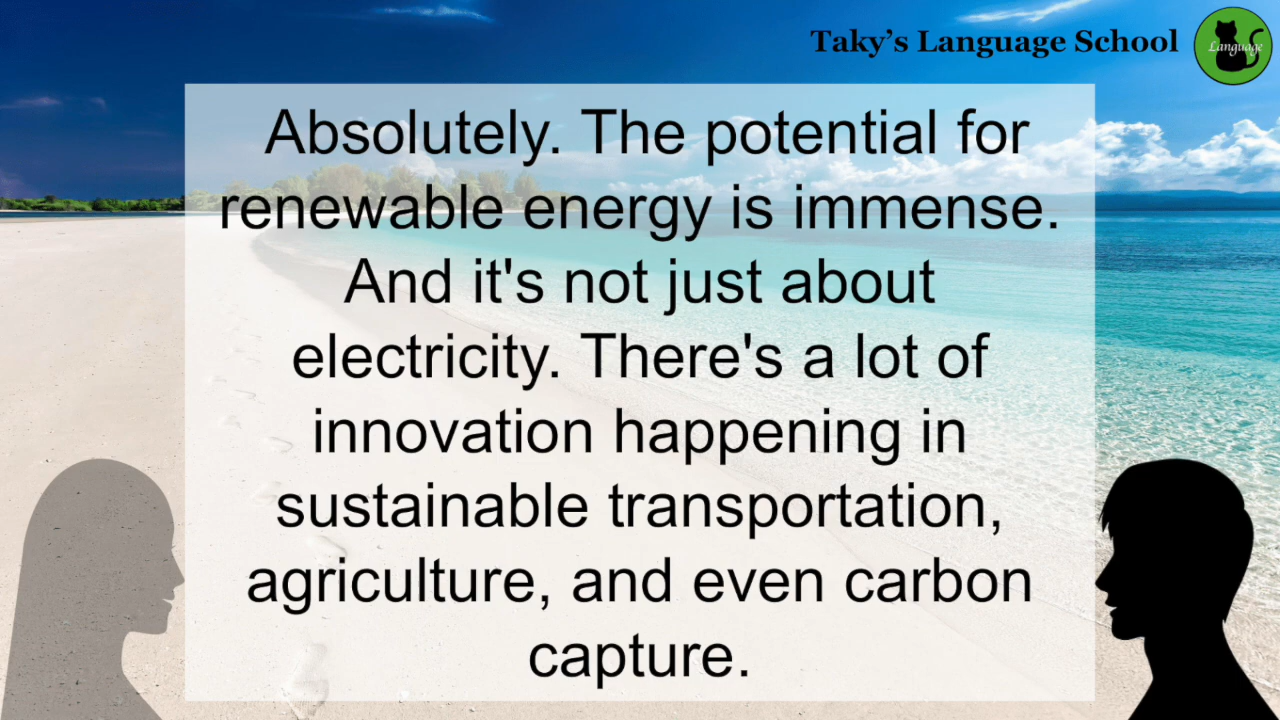 Taky's Language School
Language
Absolutely. The potential for
renewable energy is immense.
And it's not just about
electricity. There's a lot of
innovation happening in
sustainable transportation,
agriculture, and even carbon
capture.